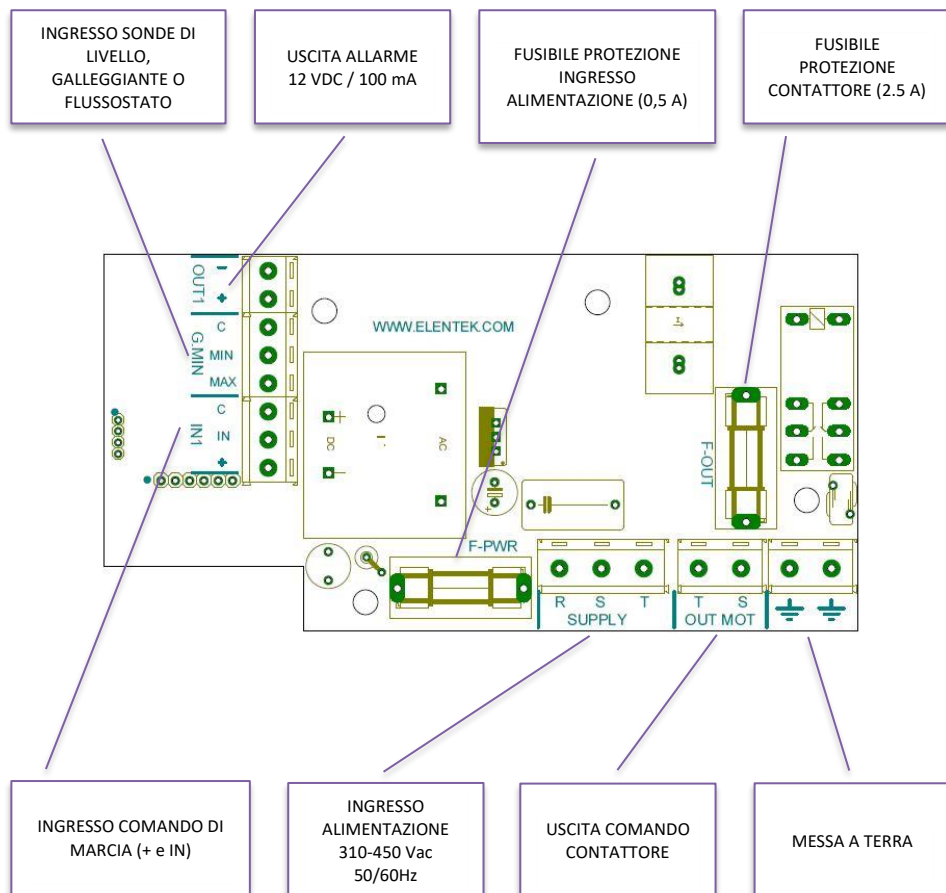 INGRESSO SONDE DI
LIVELLO,
GALLEGGIANTE O
FLUSSOSTATO
USCITA ALLARME
12 VDC / 100 mA
FUSIBILE PROTEZIONE
INGRESSO
ALIMENTAZIONE (0,5 A)
FUSIBILE
PROTEZIONE
CONTATTORE (2.5 A)
OUT1
-
+
G.MIN
C
MIN
MAX
IN1
C
IN
+
WWW.ELENTEK.COM
DC
AC
+
F-OUT
F-PWR
R S T
SUPPLY
T S
OUT MOT
INGRESSO COMANDO DI
MARCIA (+ e IN)
INGRESSO
ALIMENTAZIONE
310-450 Vac
50/60Hz
USCITA COMANDO
CONTATTORE
MESSA A TERRA